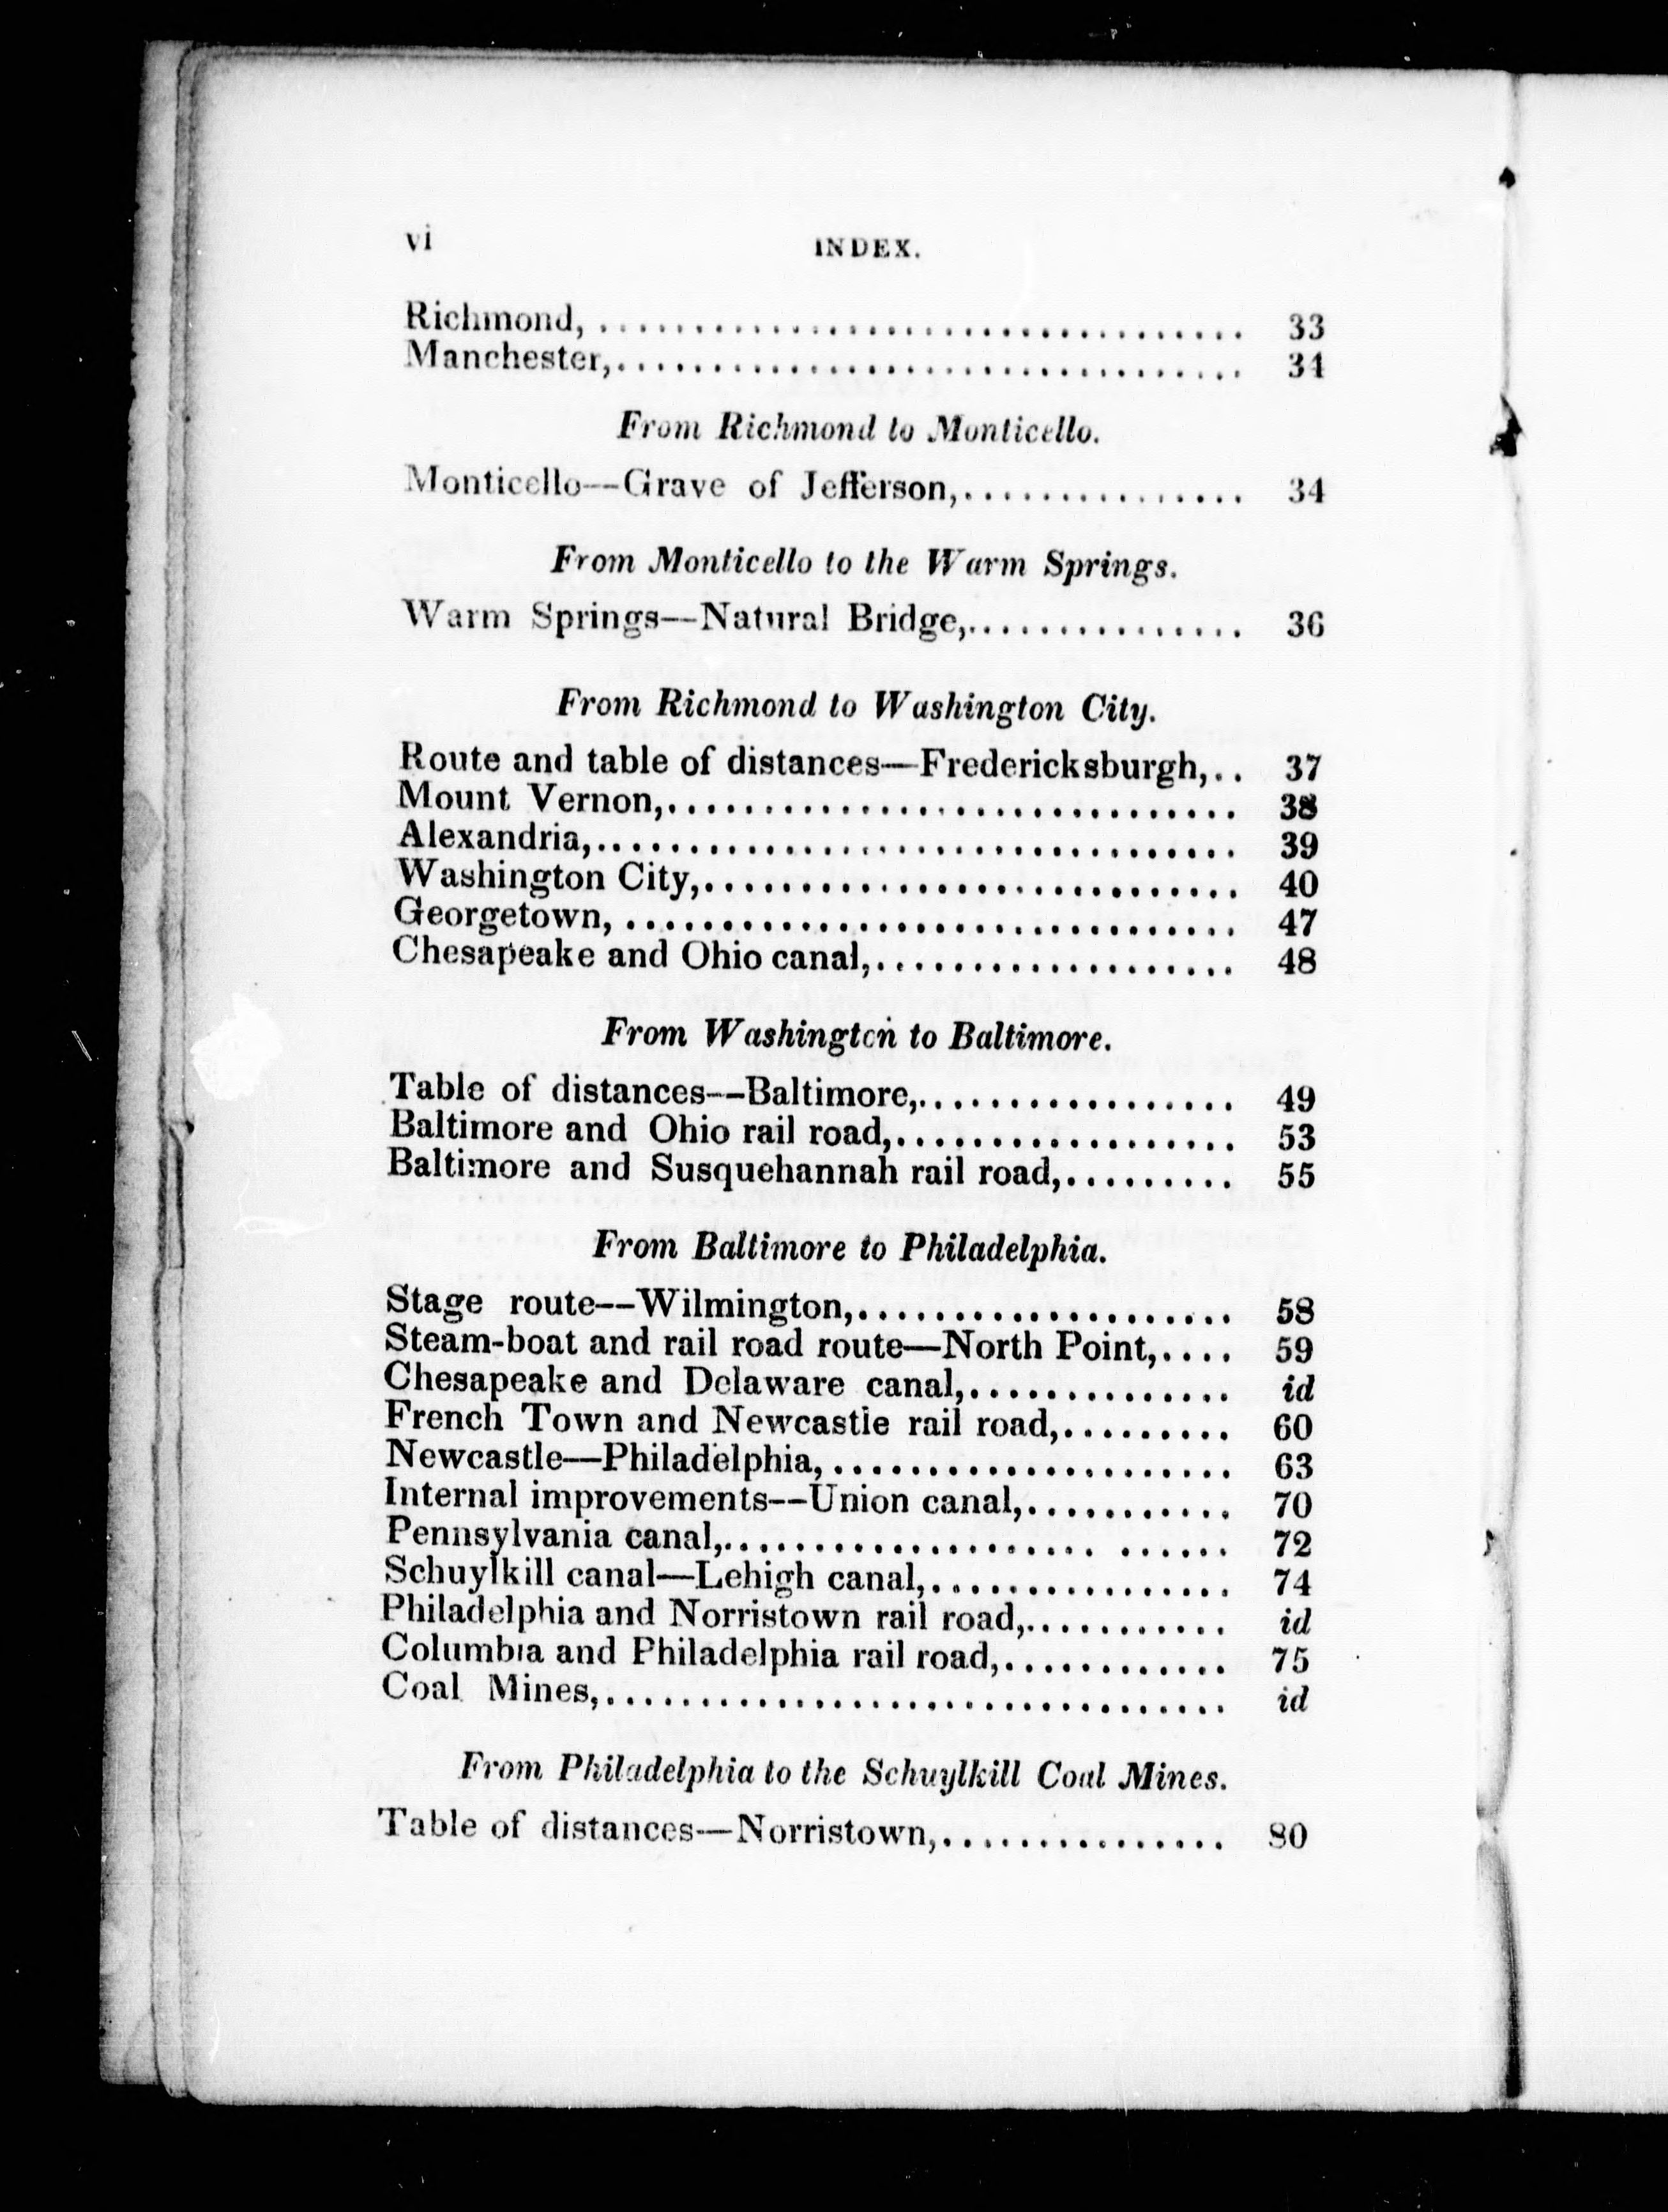 vi INDEX.
Richmond, .................................. 33
Manchester,................................. 34
From Richmond to Monticello.
Monticello—Grave of Jefferson,............... 34
From Monticello to the Warm Springs.
Warm Springs—Natural Bridge,............... 36
From Richmond to Washington City.
Route and table of distances—Fredericksburgh,.. 37
Mount Vernon,.............................. 38
Alexandria,.................................. 39
Washington City,............................ 40
Georgetown, ................................ 47
Chesapeake and Ohio canal,................... 48
From Washington to Baltimore.
Table of distances—Baltimore,................. 49
Baltimore and Ohio rail road,.................. 53
Baltimore and Susquehannah rail road,......... 55
From Baltimore to Philadelphia.
Stage route—Wilmington,.................... 58
Steam-boat and rail road route—North Point,.... 59
Chesapeake and Delaware canal,.............. id
French Town and Newcastle rail road,......... 60
Newcastle—Philadelphia, ..................... 63
Internal improvements—Union canal,........... 70
Pennsylvania canal,.................... ...... 72
Schuylkill canal—Lehigh canal,................ 74
Philadelphia and Norristown rail road,........... id
Columbia and Philadelphia rail road,............ 75
Coal Mines,................................. id
From Philadelphia to the Schuylkill Coal Mines.
Table of distances—Norristown,............... 80